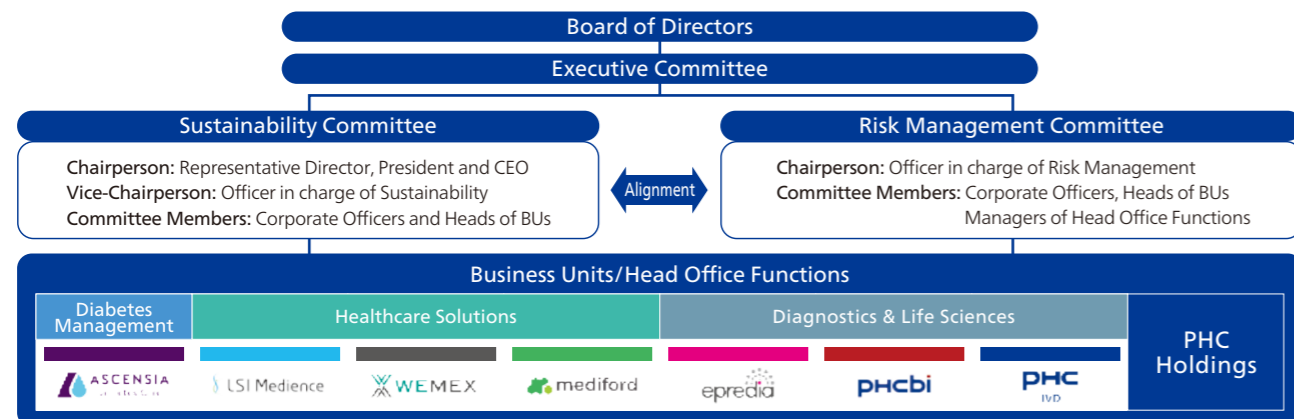 Board of Directors
Executive Committee
Sustainability Committee
Chairperson: Representative Director, President and CEO
Vice-Chairperson: Officer in charge of Sustainability
Committee Members: Corporate Officers and Heads of BUs
Alignment
Risk Management Committee
Chairperson: Officer in charge of Risk Management
Committee Members: Corporate Officers, Heads of BUs
Managers of Head Office Functions
Business Units/Head Office Functions
Diabetes
Management
Healthcare Solutions
Diagnostics & Life Sciences
PHC
Holdings
ASCENSIA
LSI Medience
WEMEX
mediford
epredia
PHCbi
PHC
IVD